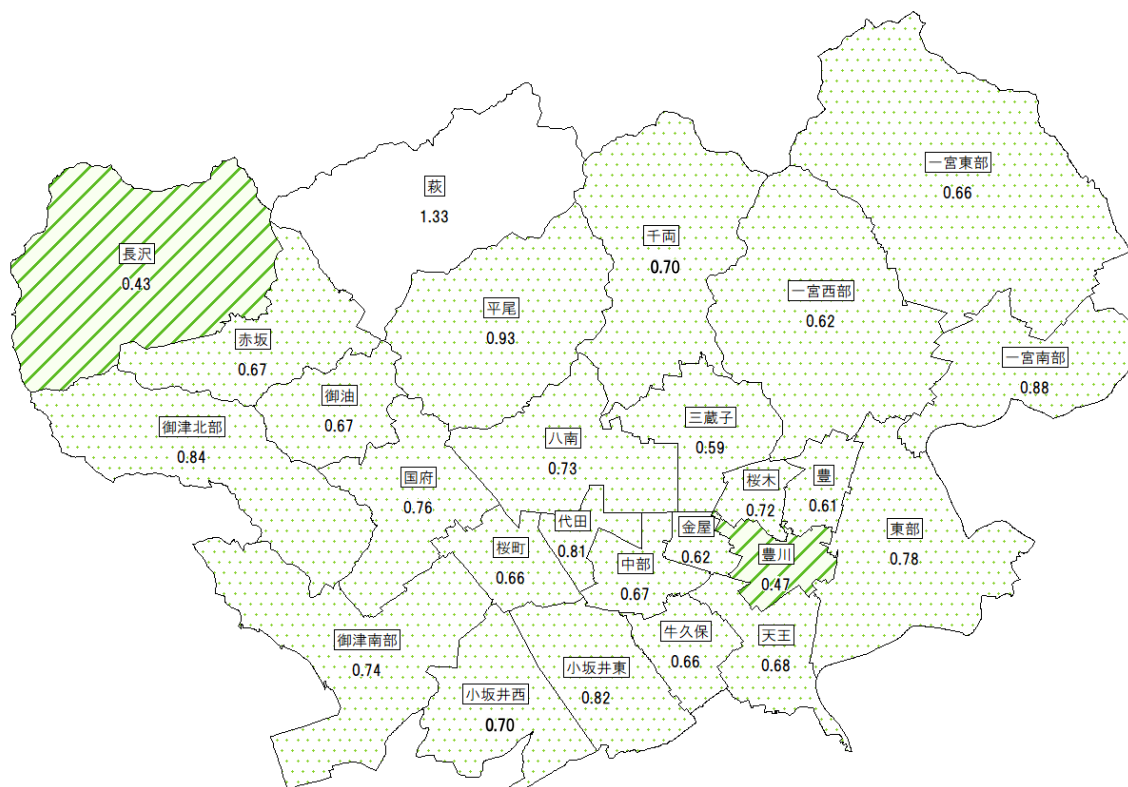 一宮東部
0.66
萩
1.33
千両
0.70
長沢
0.43
一宮西部
0.62
平尾
0.93
赤坂
0.67
一宮南部
0.88
御油
0.67
御津北部
0.84
三蔵子
0.59
八南
0.73
国府
0.76
桜木
0.72
豊
0.61
代田
0.81
金屋
0.62
東部
0.78
桜町
0.66
中部
0.67
豊川
0.47
御津南部
0.74
牛久保
0.66
天王
0.68
小坂井東
0.82
小坂井西
0.70